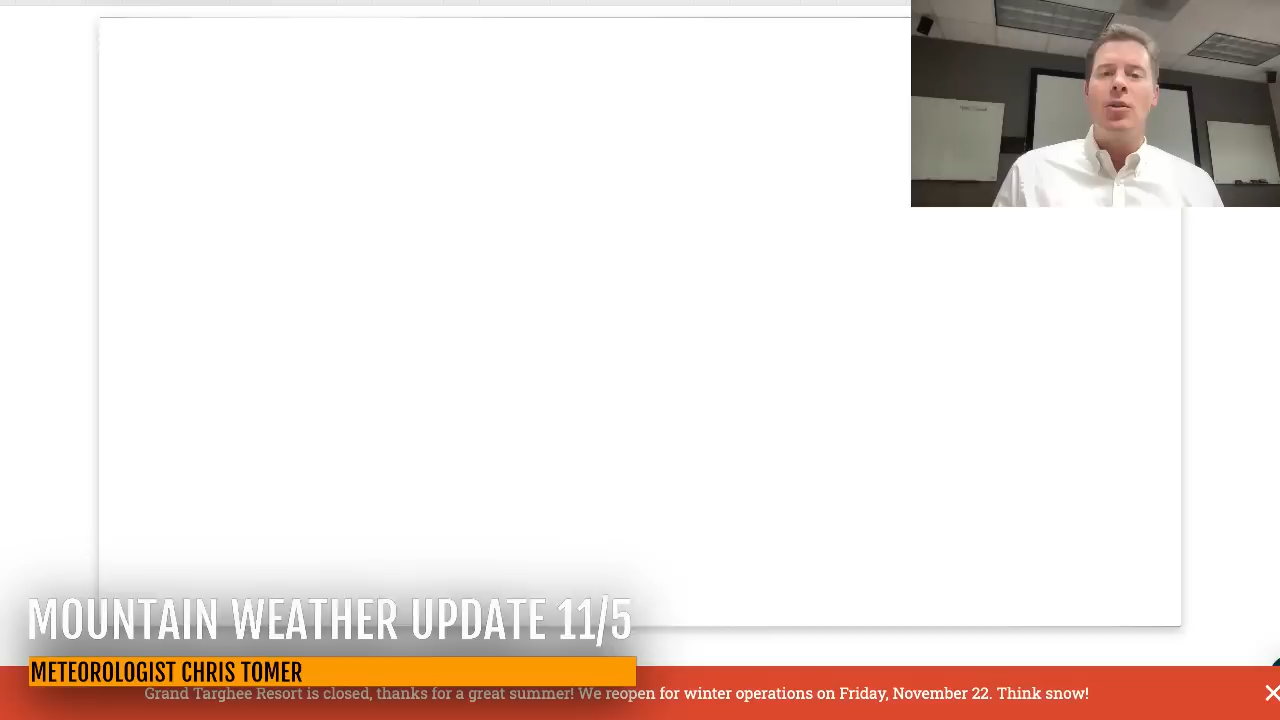 MOUNTAIN WEATHER UPDATE 11/5
METEOROLOGIST CHRIS TOMER
Grand Targhee Resort is closed, thanks for a great summer! We reopen for winter operations on Friday, November 22. Think snow!